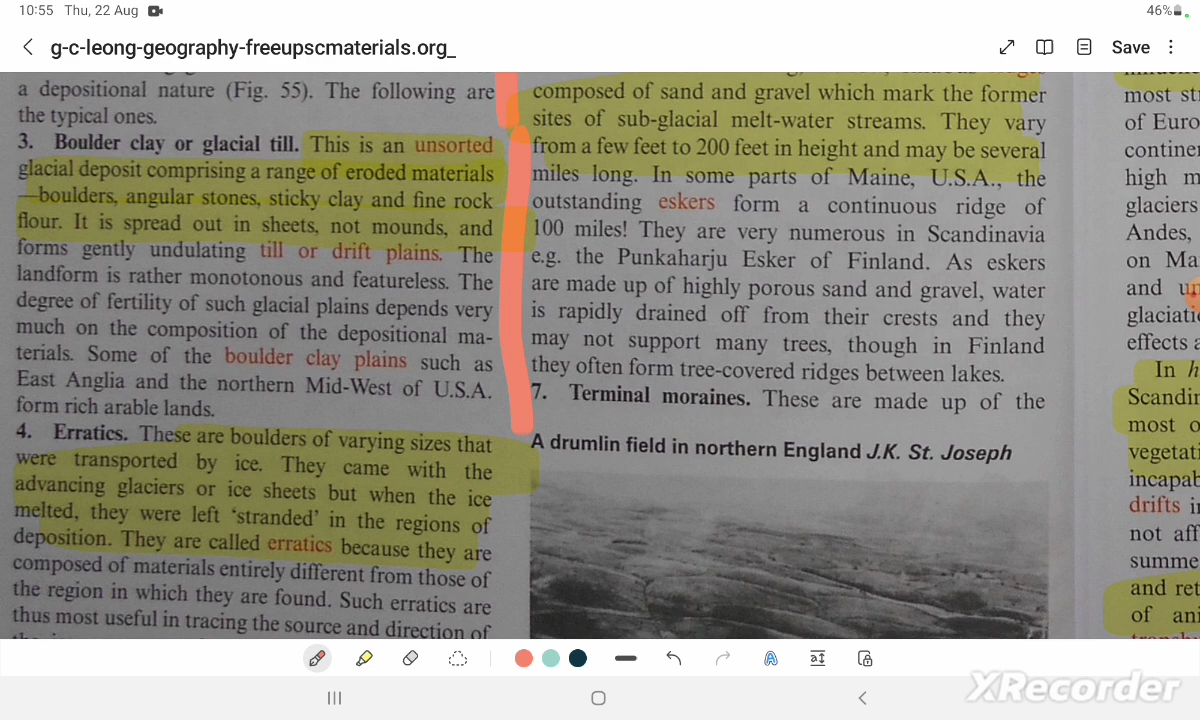 10:55 Thu, 22 Aug
46%
g-c-leong-geography-freeupscmaterials.org_
Save
a depositional nature (Fig. 55). The following are
the typical ones.
3. Boulder clay or glacial till. This is an unsorted
glacial deposit comprising a range of eroded materials
—boulders, angular stones, sticky clay and fine rock
flour. It is spread out in sheets, not mounds, and
forms gently undulating till or drift plains. The
landform is rather monotonous and featureless. The
degree of fertility of such glacial plains depends very
much on the composition of the depositional ma-
terials. Some of the boulder clay plains such as
East Anglia and the northern Mid-West of U.S.A.
form rich arable lands.
4. Erratics. These are boulders of varying sizes that
were transported by ice. They came with the
advancing glaciers or ice sheets but when the ice
melted, they were left ‘stranded’ in the regions of
deposition. They are called erratics because they are
composed of materials entirely different from those of
the region in which they are found. Such erratics are
thus most useful in tracing the source and direction of
composed of sand and gravel which mark the former
sites of sub-glacial melt-water streams. They vary
from a few feet to 200 feet in height and may be several
miles long. In some parts of Maine, U.S.A., the
outstanding eskers form a continuous ridge of
100 miles! They are very numerous in Scandinavia
e.g. the Punkaharju Esker of Finland. As eskers
are made up of highly porous sand and gravel, water
is rapidly drained off from their crests and they
may not support many trees, though in Finland
they often form tree-covered ridges between lakes.
7. Terminal moraines. These are made up of the
A drumlin field in northern England J.K. St. Joseph
most st
of Euro
continen
high m
glaciers
Andes,
on Ma
and un
glaciati
effects a
In h
Scandin
most o
vegetati
incapab
drifts i
not aff
summe
and ret
of ani
XRecorder